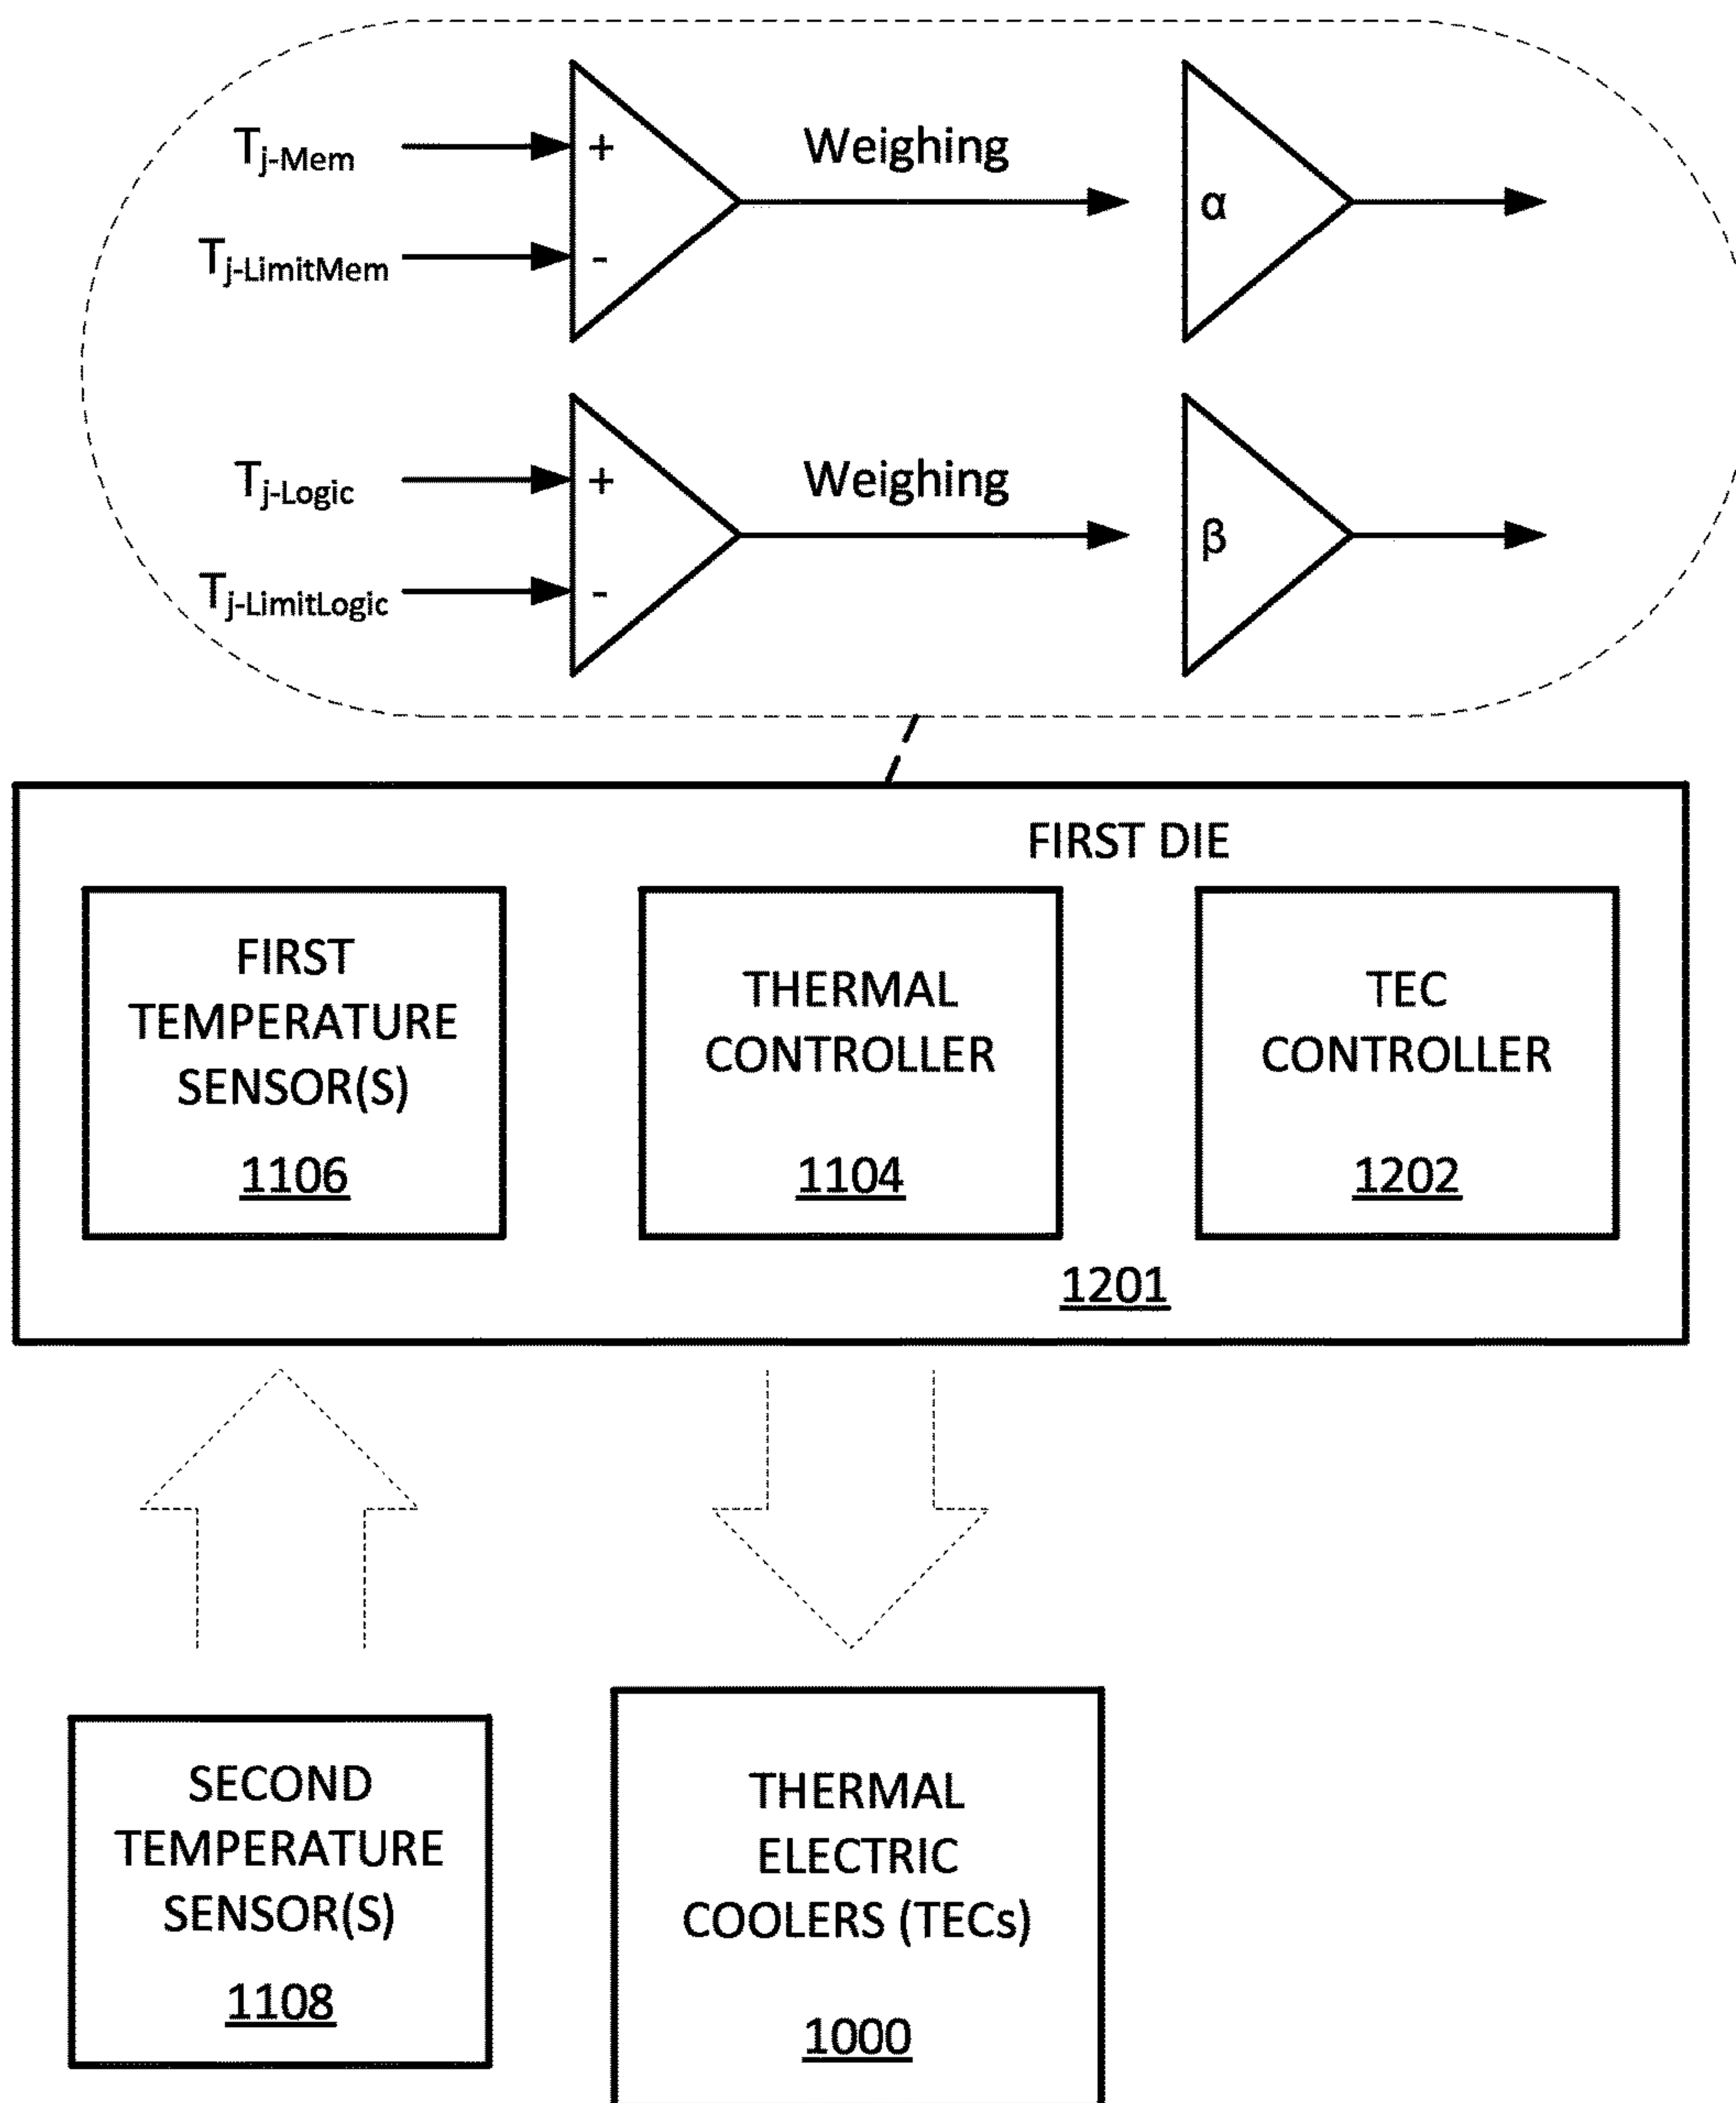 Tj-Mem
+
Weighing
α
Tj-LimitMem
-
Tj-Logic
+
Weighing
β
Tj-LimitLogic
-
FIRST DIE
FIRST
TEMPERATURE
SENSOR(S)
1106
THERMAL
CONTROLLER
1104
TEC
CONTROLLER
1202
1201
SECOND
TEMPERATURE
SENSOR(S)
1108
THERMAL
ELECTRIC
COOLERS (TECs)
1000